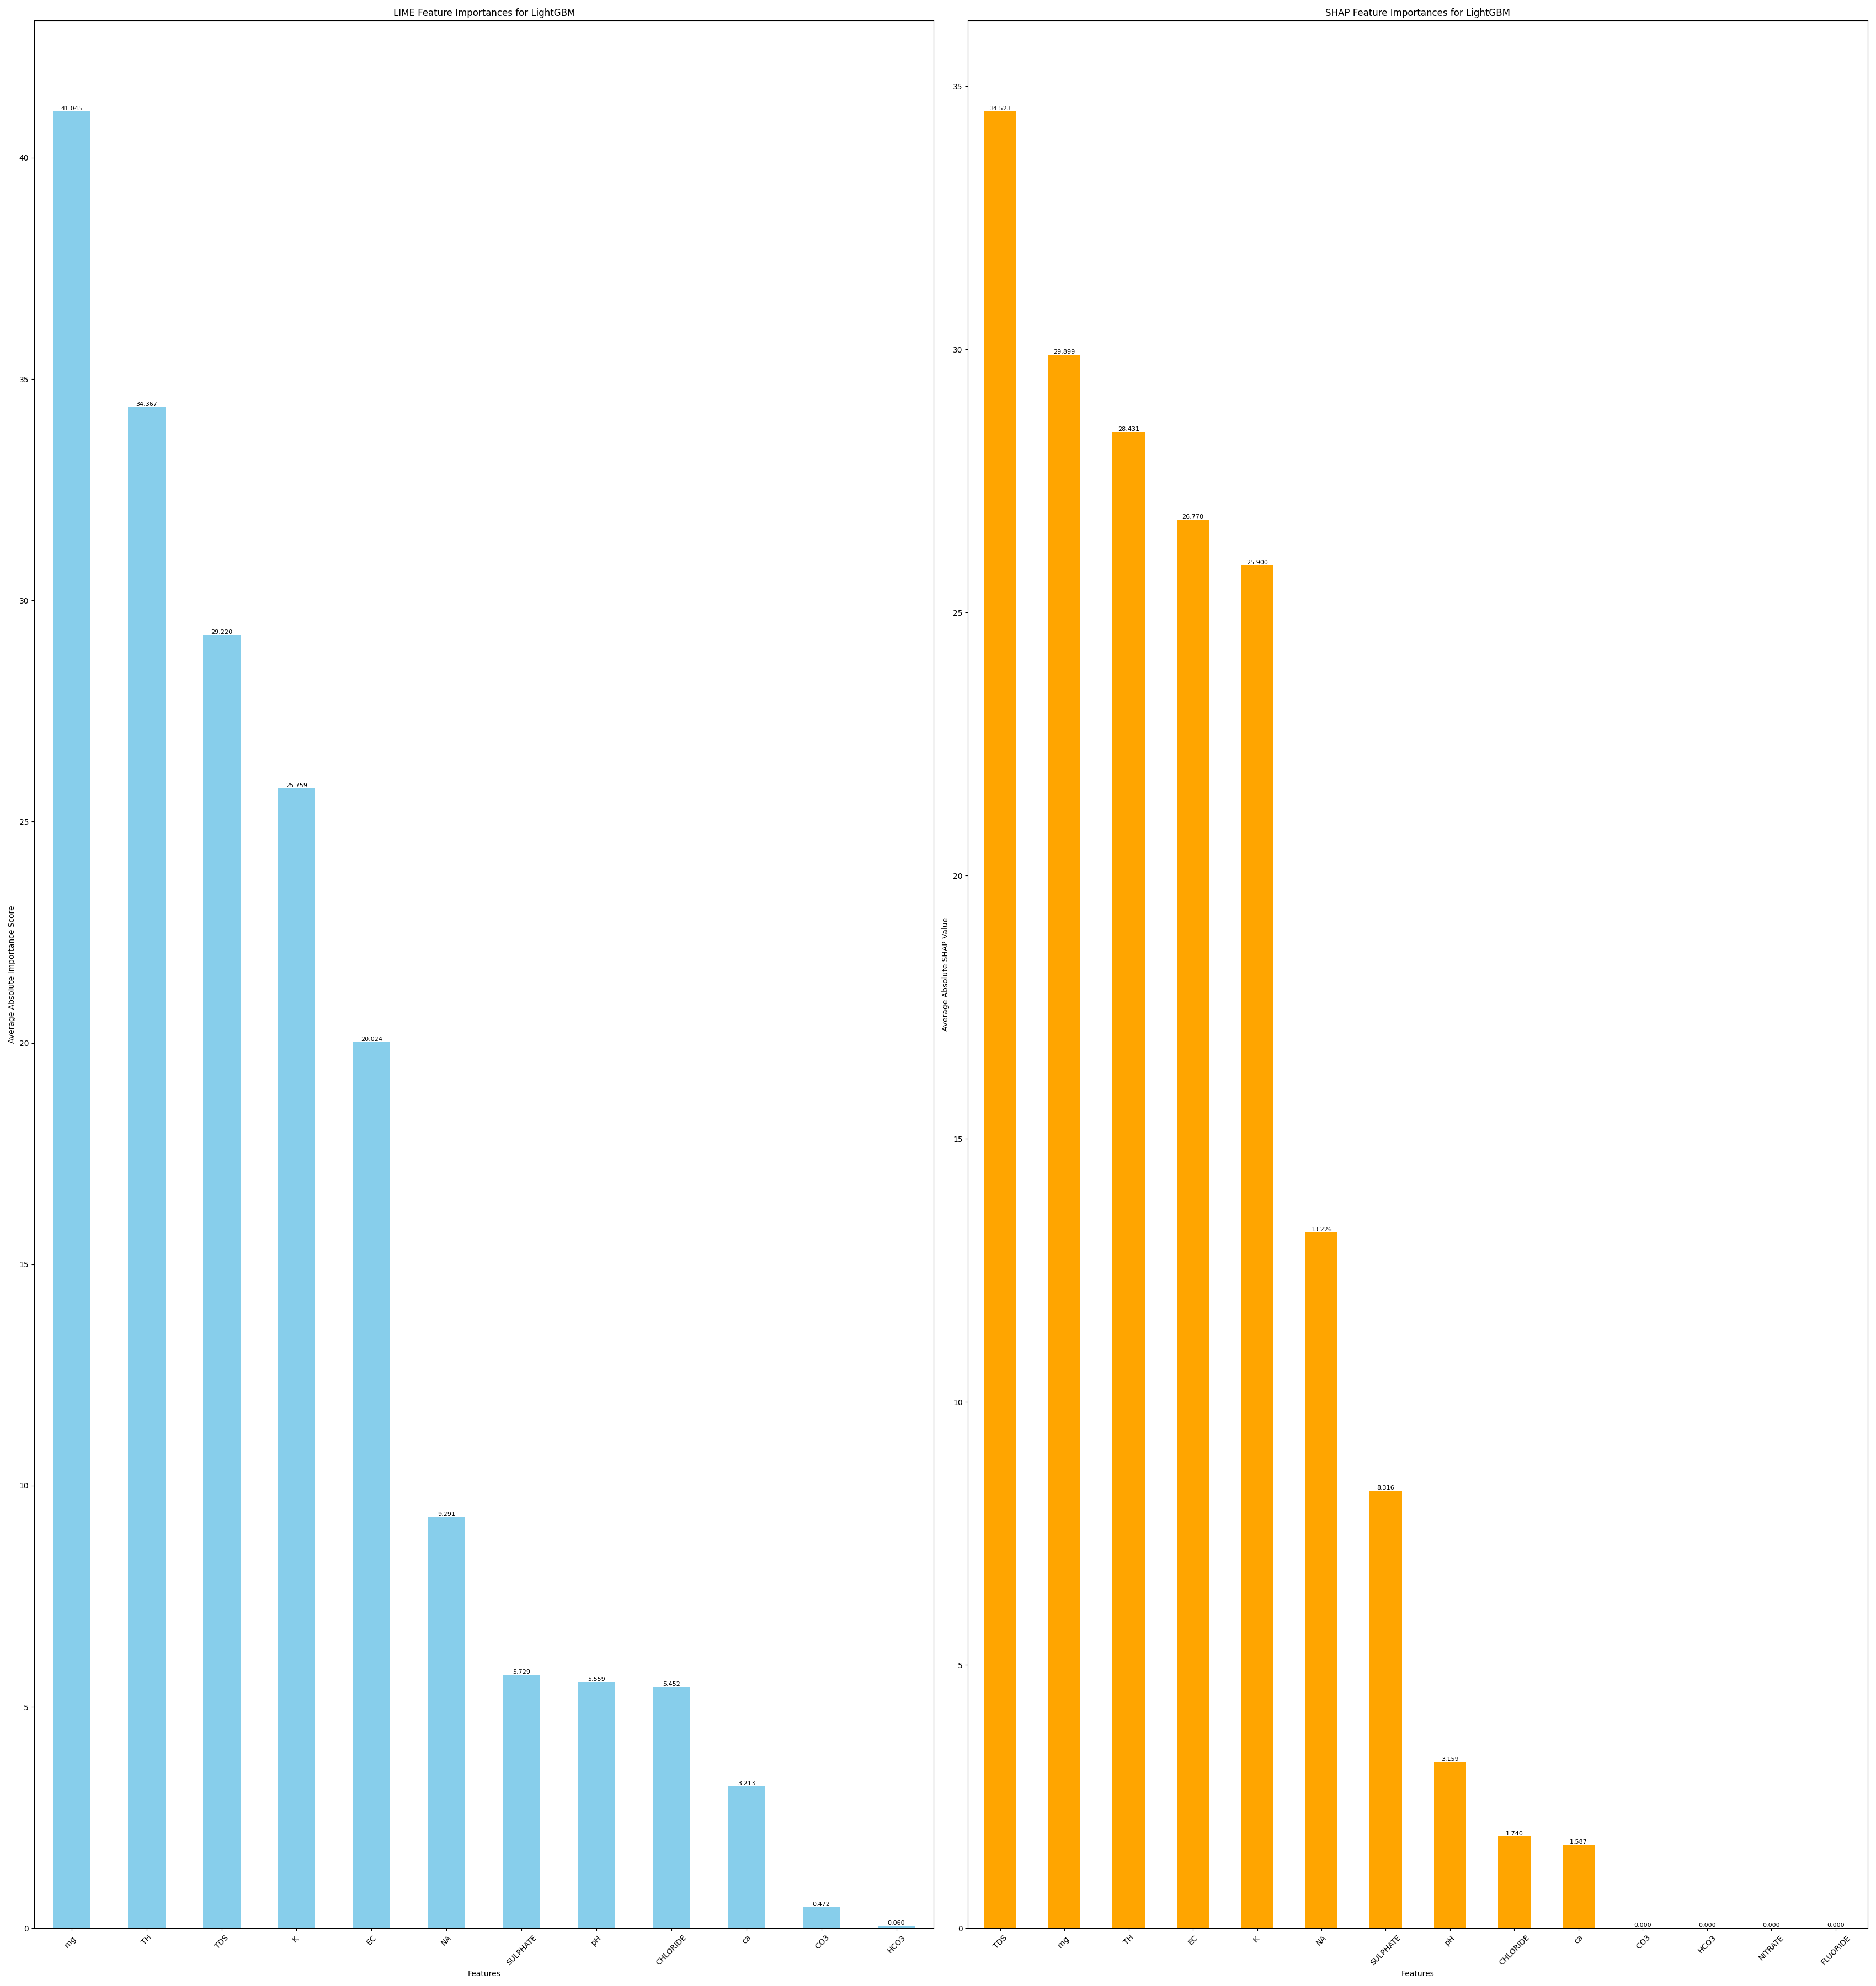 LIME Feature Importances for LightGBM
Average Absolute Importance Score
40
35
30
25
20
15
10
5
0
41.045
34.367
29.220
25.759
20.024
9.291
5.729
5.559
5.452
3.213
0.472
0.060
mg
TH
TDS
K
EC
NA
SULPHATE
pH
CHLORIDE
ca
CO3
HCO3
Features
SHAP Feature Importances for LightGBM
Average Absolute SHAP Value
35
30
25
20
15
10
5
0
34.523
29.899
28.431
26.770
25.900
13.226
8.316
3.159
1.740
1.587
0.000
0.000
0.000
0.000
TDS
mg
TH
EC
K
NA
SULPHATE
pH
CHLORIDE
ca
CO3
HCO3
NITRATE
FLUORIDE
Features